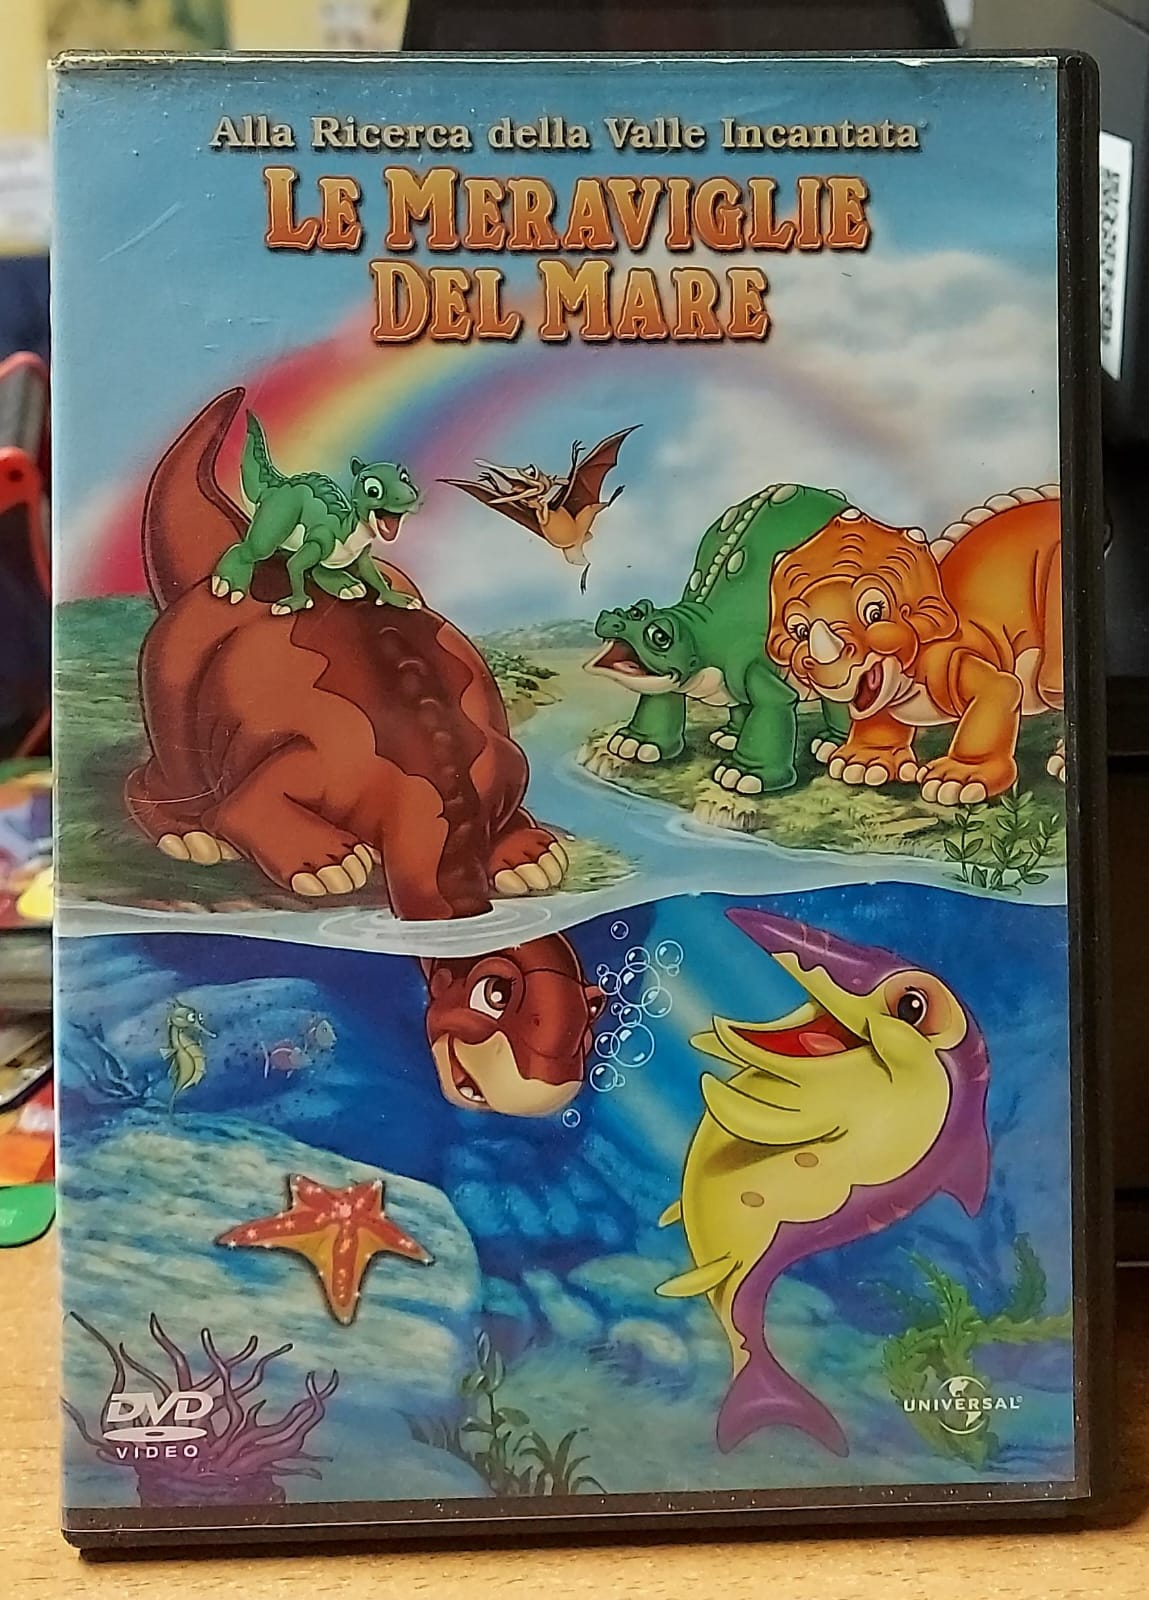 Alla Ricerca della Valle Incantata
LE MERAVIGLIE
DEL MARE
DVD
VIDEO
UNIVERSAL